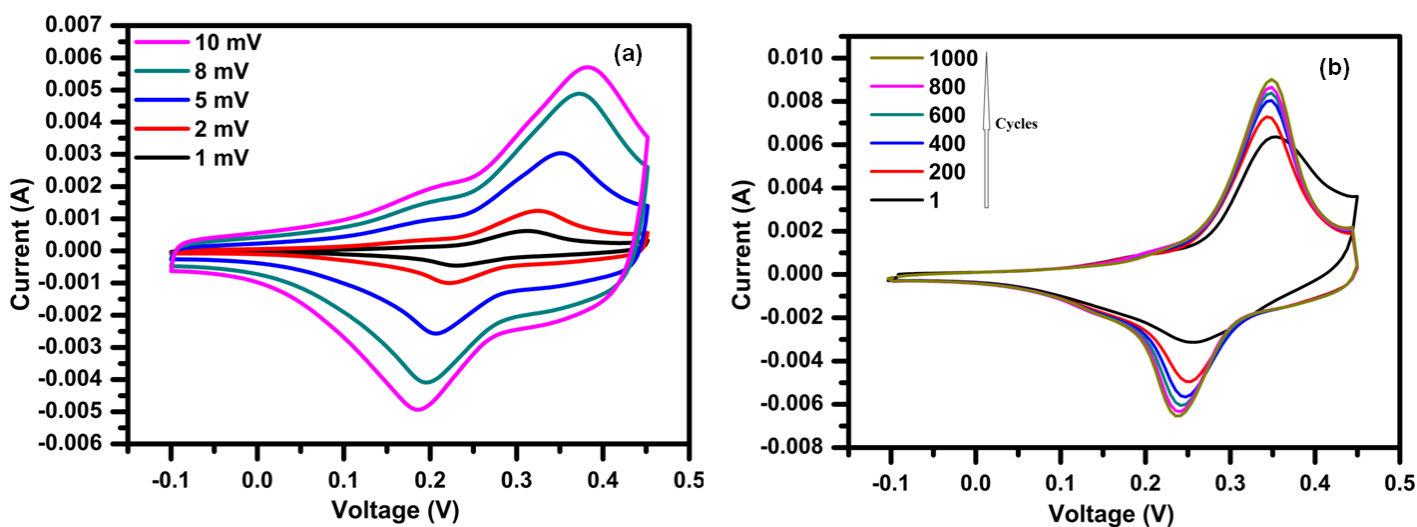 (a)
10 mV
8 mV
5 mV
2 mV
1 mV
0.007
0.006
0.005
0.004
0.003
0.002
0.001
0.000
-0.001
-0.002
-0.003
-0.004
-0.005
-0.006
Current (A)
-0.1 0.0 0.1 0.2 0.3 0.4 0.5
Voltage (V)
(b)
1000
800
600
400
200
1
Cycles
0.010
0.008
0.006
0.004
0.002
0.000
-0.002
-0.004
-0.006
-0.008
Current (A)
-0.1 0.0 0.1 0.2 0.3 0.4 0.5
Voltage (V)